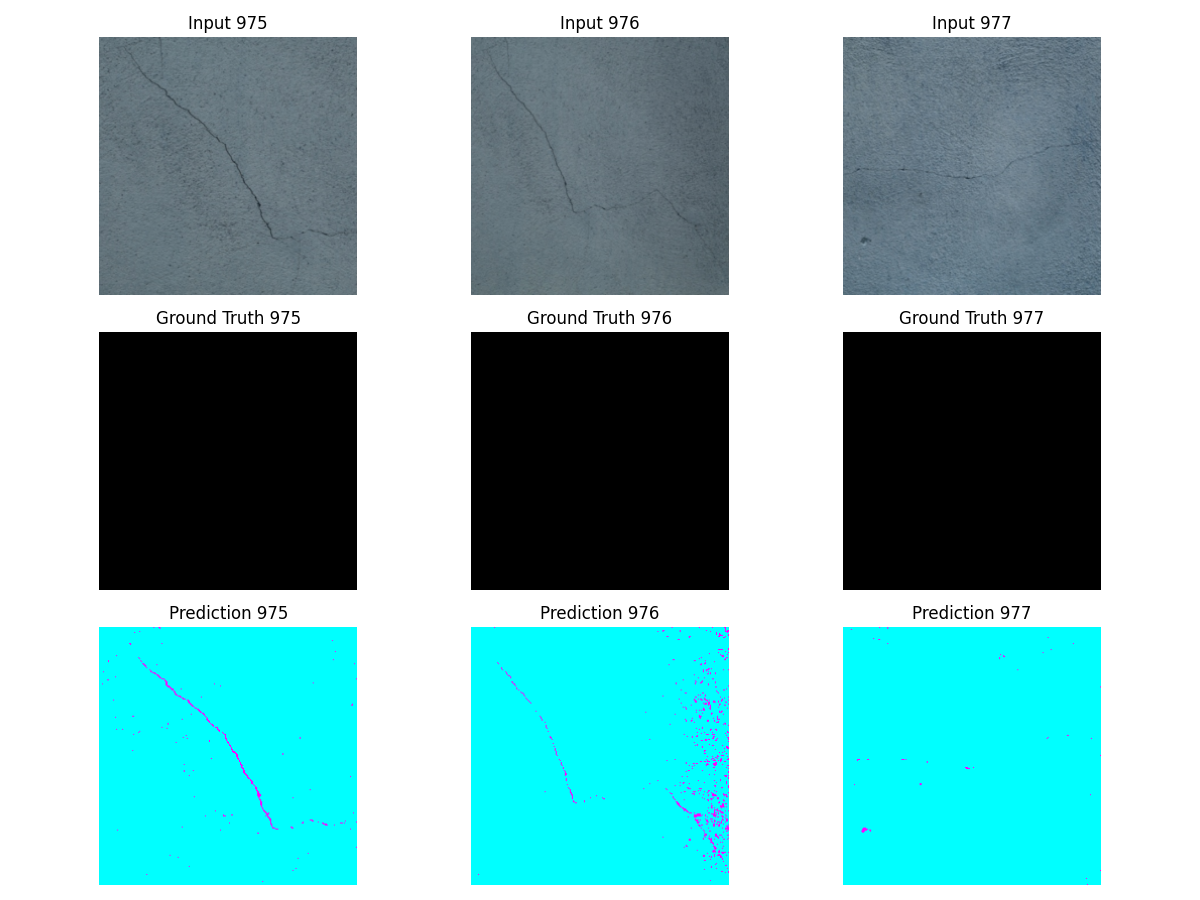 Input 975
Input 976
Input 977
Ground Truth 975
Ground Truth 976
Ground Truth 977
Prediction 975
Prediction 976
Prediction 977